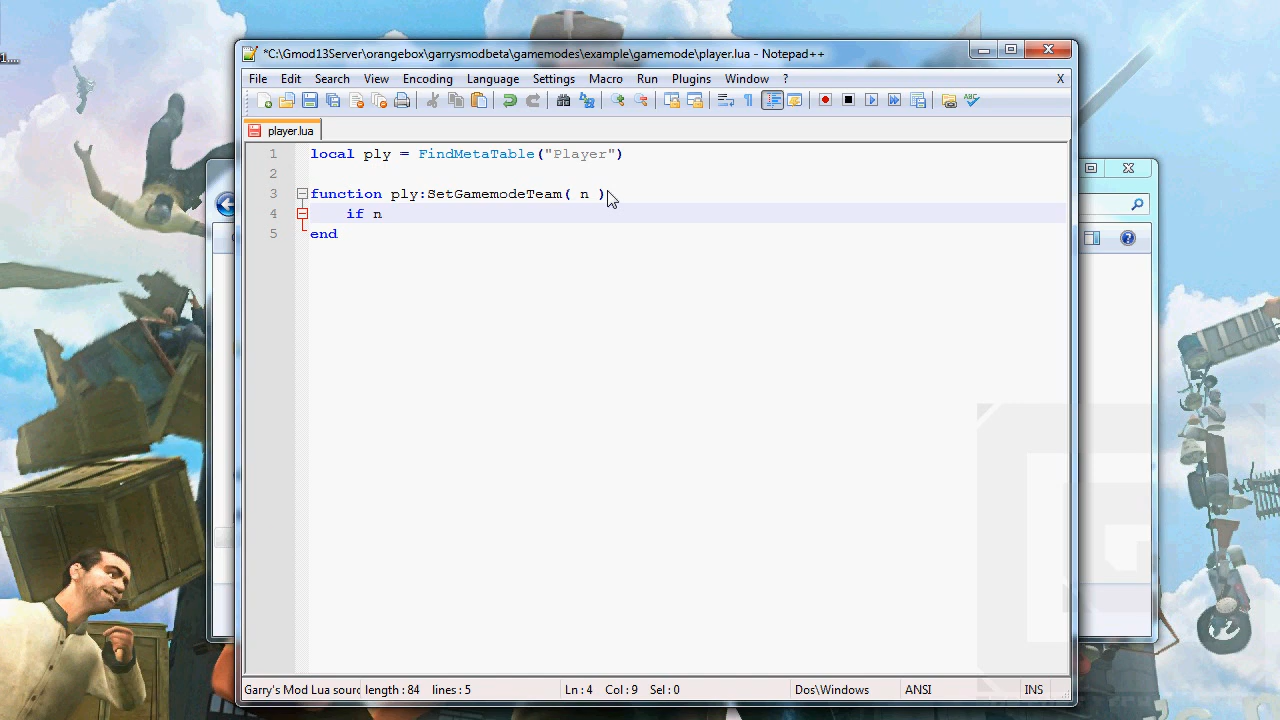 1....
*C:\Gmod13Server\orangebox\garrysmodbeta\gamemodes\example\gamemode\player.lua - Notepad++
File Edit Search View Encoding Language Settings Macro Run Plugins Window ? X
player.lua
1 local ply = FindMetaTable("Player")
2
3 function ply:SetGamemodeTeam( n )
4 if n
5 end
Garry's Mod Lua sourc length : 84 lines : 5 Ln : 4 Col : 9 Sel : 0 Dos\Windows ANSI INS